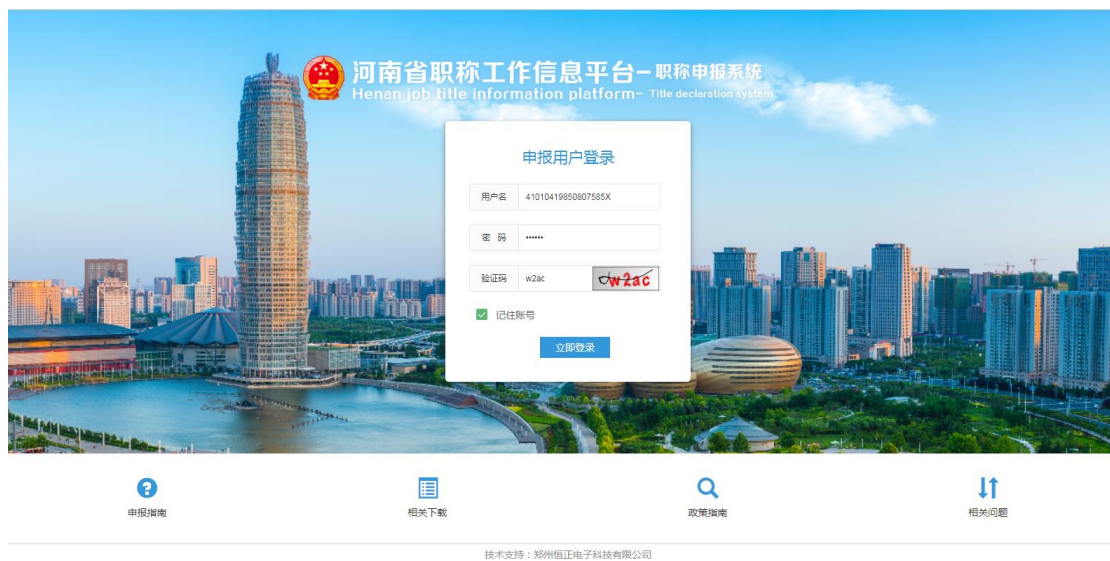 河南省职称工作信息平台-职称申报系统
Henan job title information platform- Title declaration system
申报用户登录
用户名 41010419850807585X
密 码 ••••••
验证码 w2ac w2ac
记住账号
立即登录
申报指南 相关下载 政策指南 相关问题
技术支持：郑州恒正电子科技有限公司